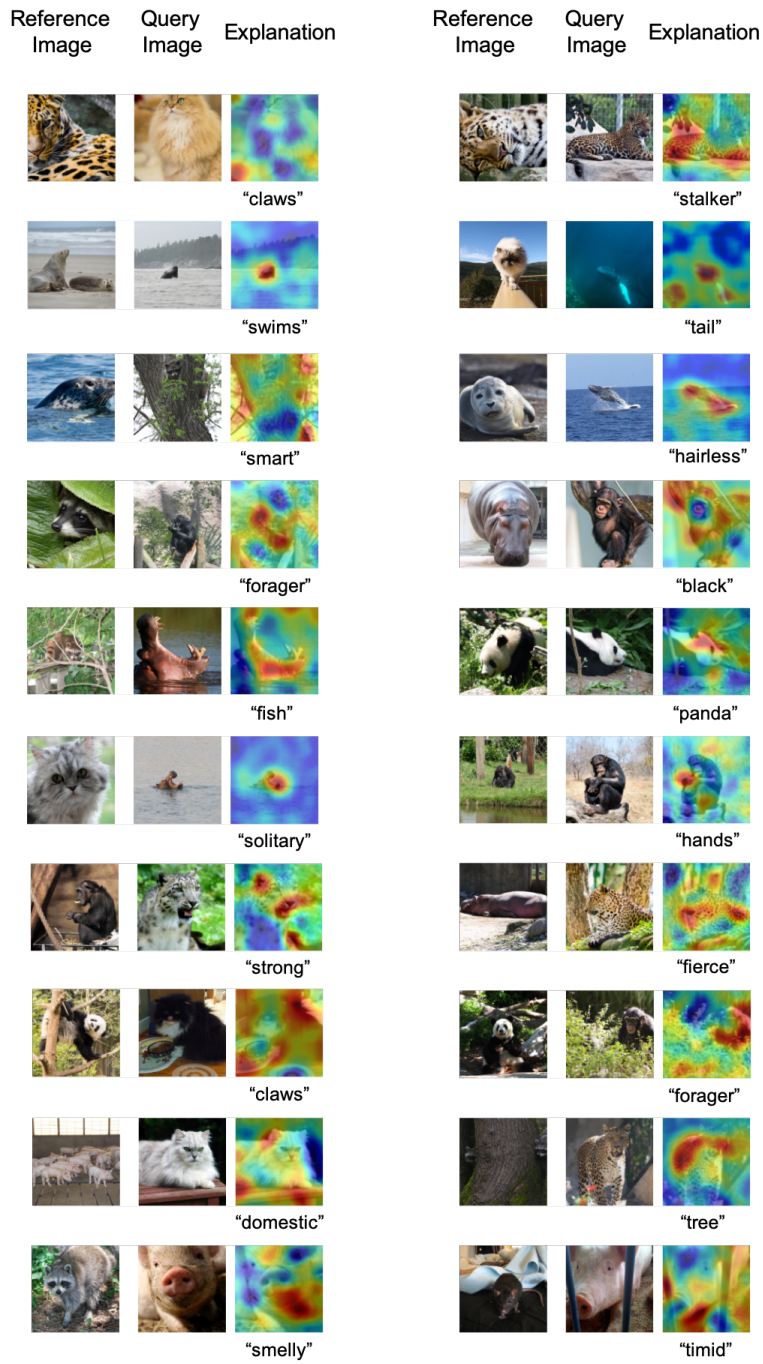 Reference Image Query Image Explanation Reference Image Query Image Explanation
“claws” “stalker”
“swims” “tail”
“smart” “hairless”
“forager” “black”
“fish” “panda”
“solitary” “hands”
“strong” “fierce”
“claws” “forager”
“domestic” “tree”
“smelly” “timid”